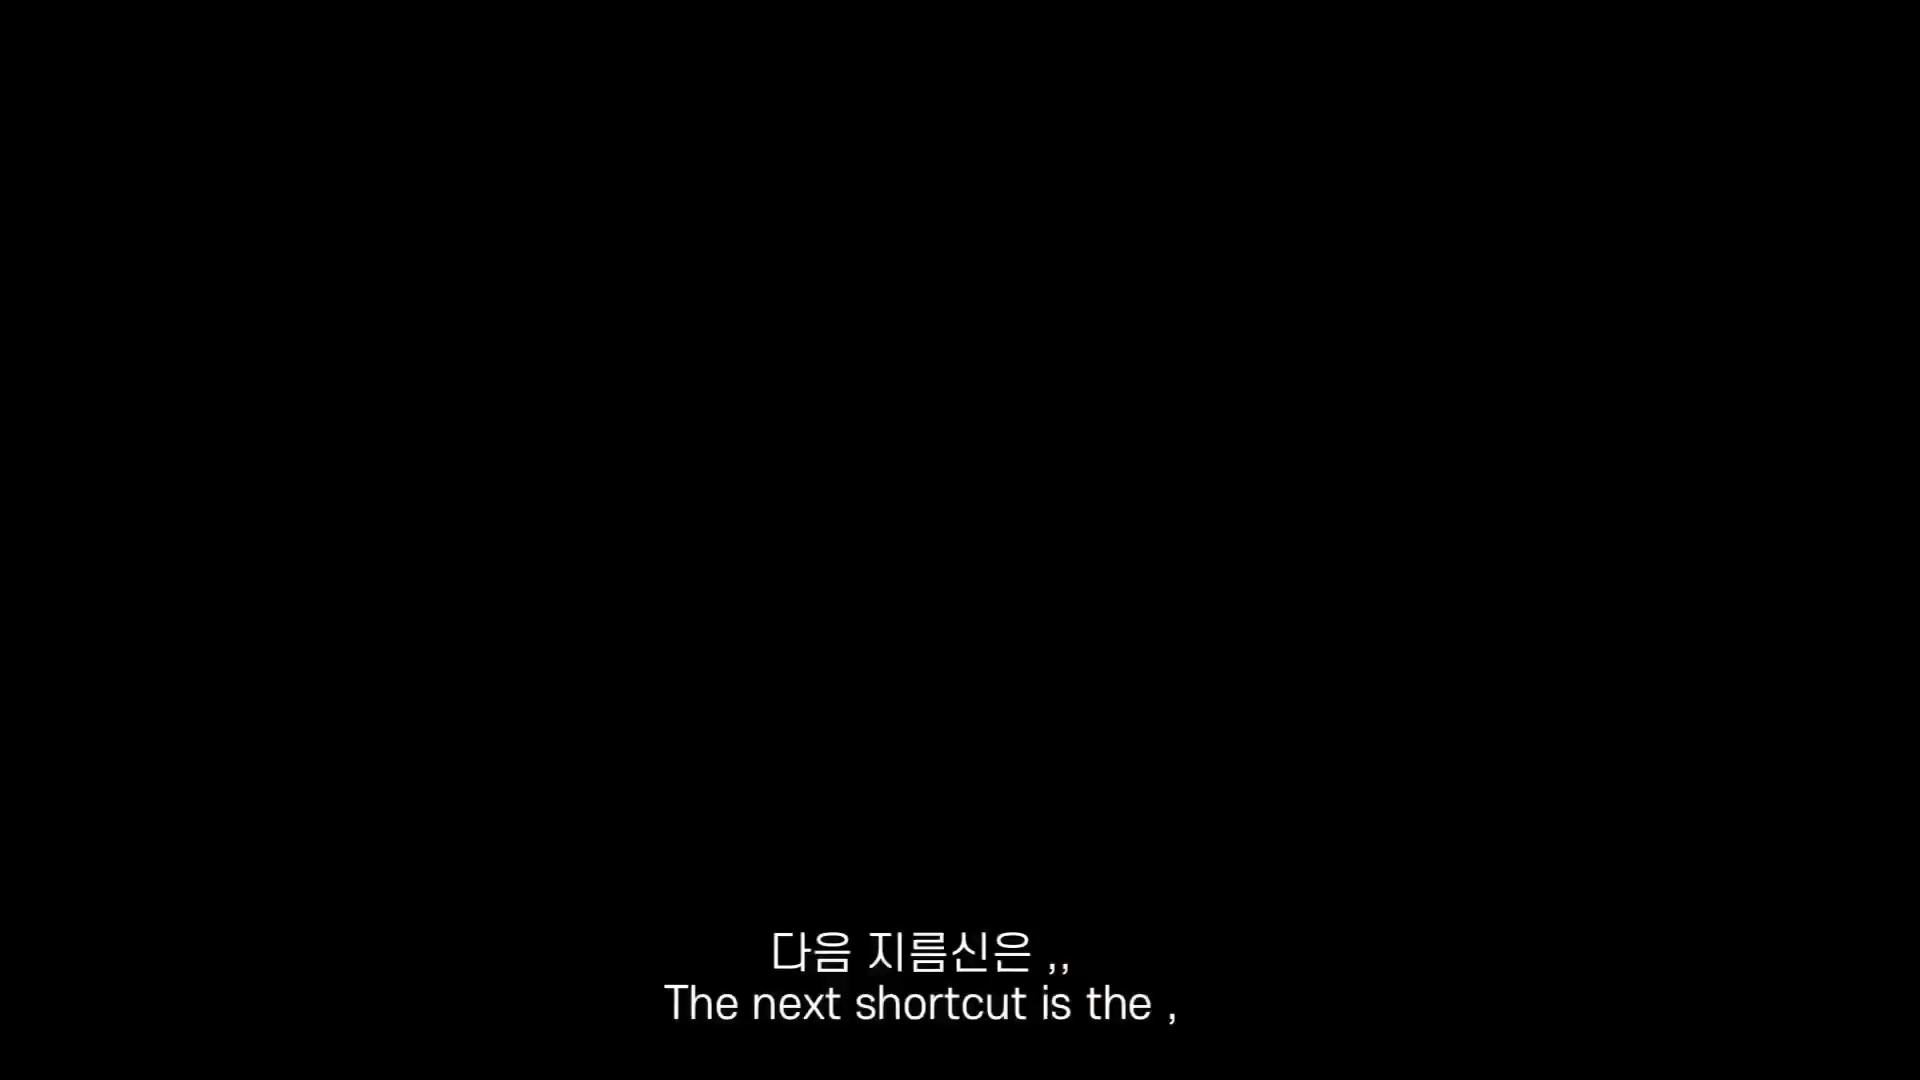 다음 지름신은 ,,
The next shortcut is the ,